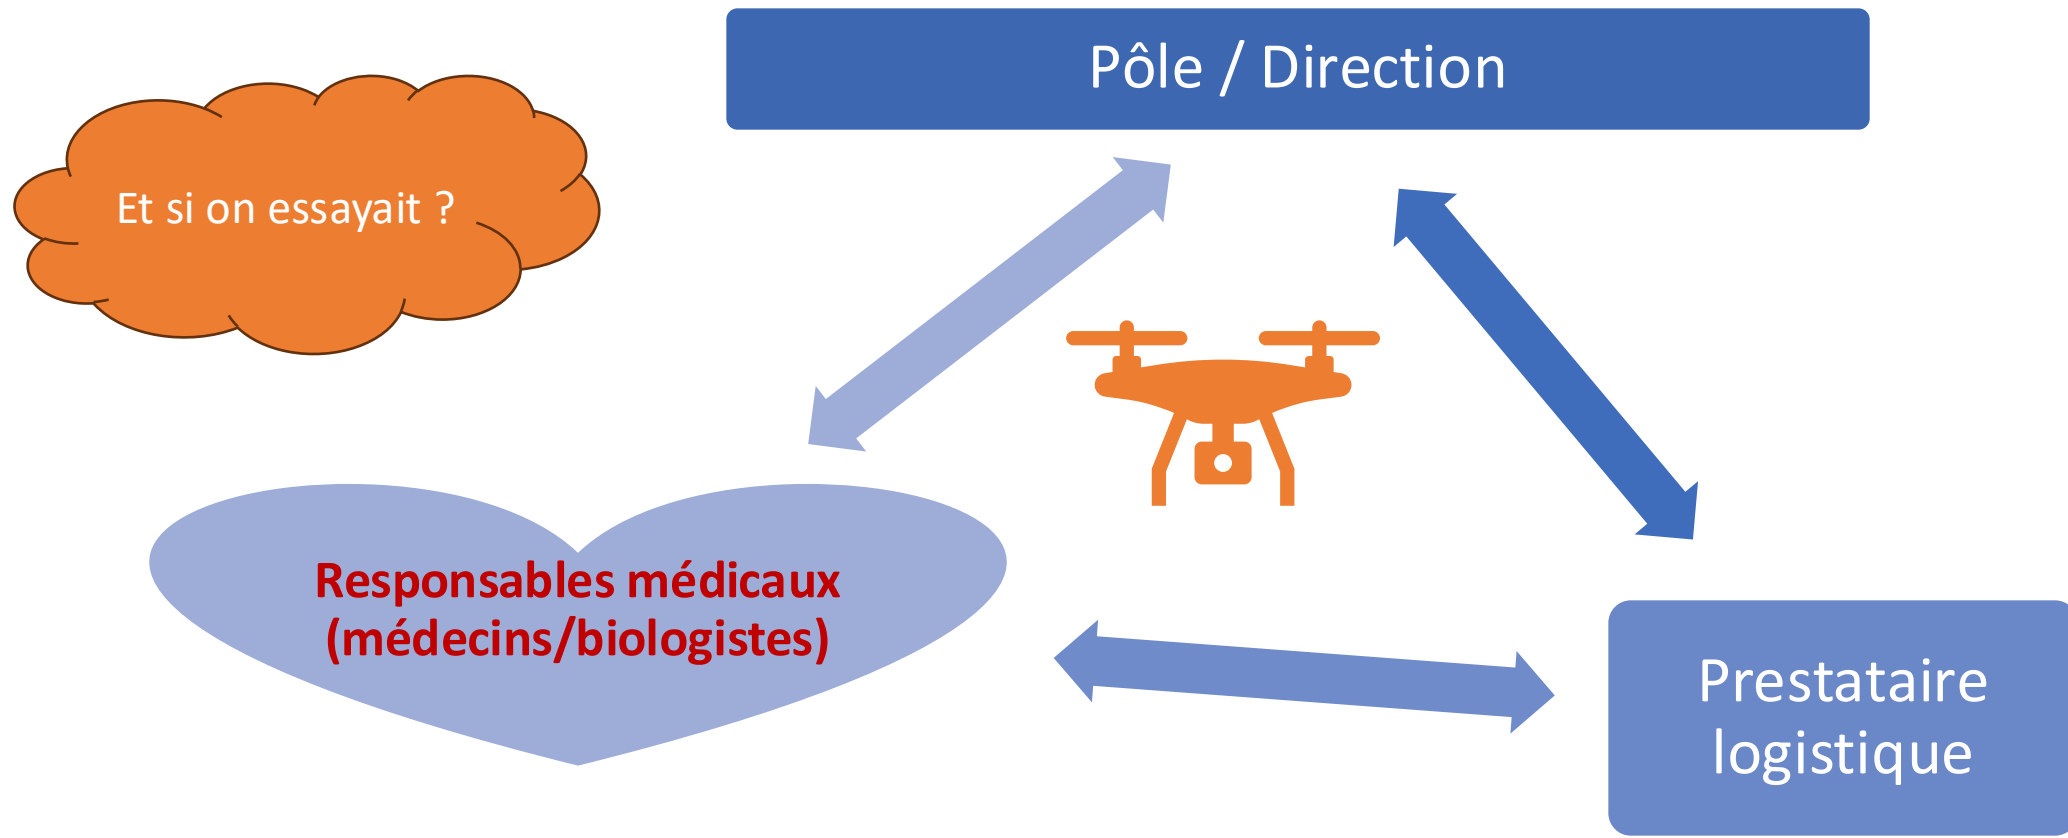 Pôle / Direction
Et si on essayait ?
Responsables médicaux
(médecins/biologistes)
Prestataire
logistique